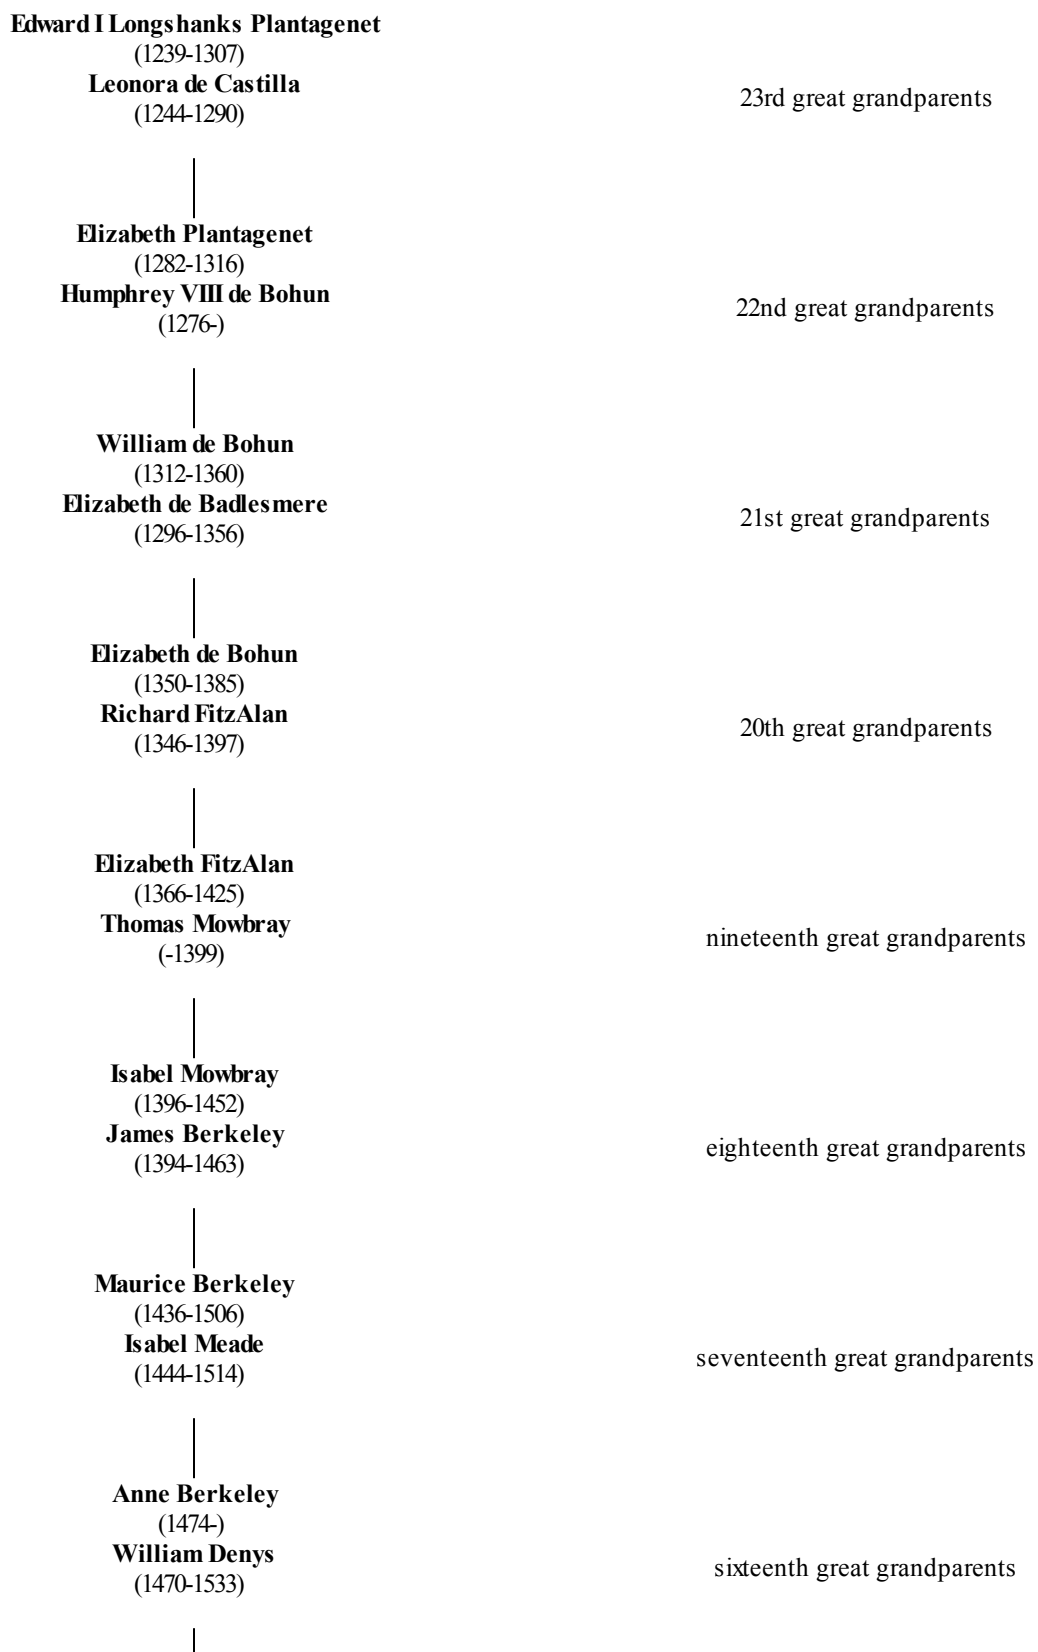 Edward I Longshanks Plantagenet
(1239-1307)
Leonora de Castilla
(1244-1290)
23rd great grandparents
Elizabeth Plantagenet
(1282-1316)
Humphrey VIII de Bohun
(1276-)
22nd great grandparents
William de Bohun
(1312-1360)
Elizabeth de Badlesmere
(1296-1356)
21st great grandparents
Elizabeth de Bohun
(1350-1385)
Richard FitzAlan
(1346-1397)
20th great grandparents
Elizabeth FitzAlan
(1366-1425)
Thomas Mowbray
(-1399)
nineteenth great grandparents
Isabel Mowbray
(1396-1452)
James Berkeley
(1394-1463)
eighteenth great grandparents
Maurice Berkeley
(1436-1506)
Isabel Meade
(1444-1514)
seventeenth great grandparents
Anne Berkeley
(1474-)
William Denys
(1470-1533)
sixteenth great grandparents